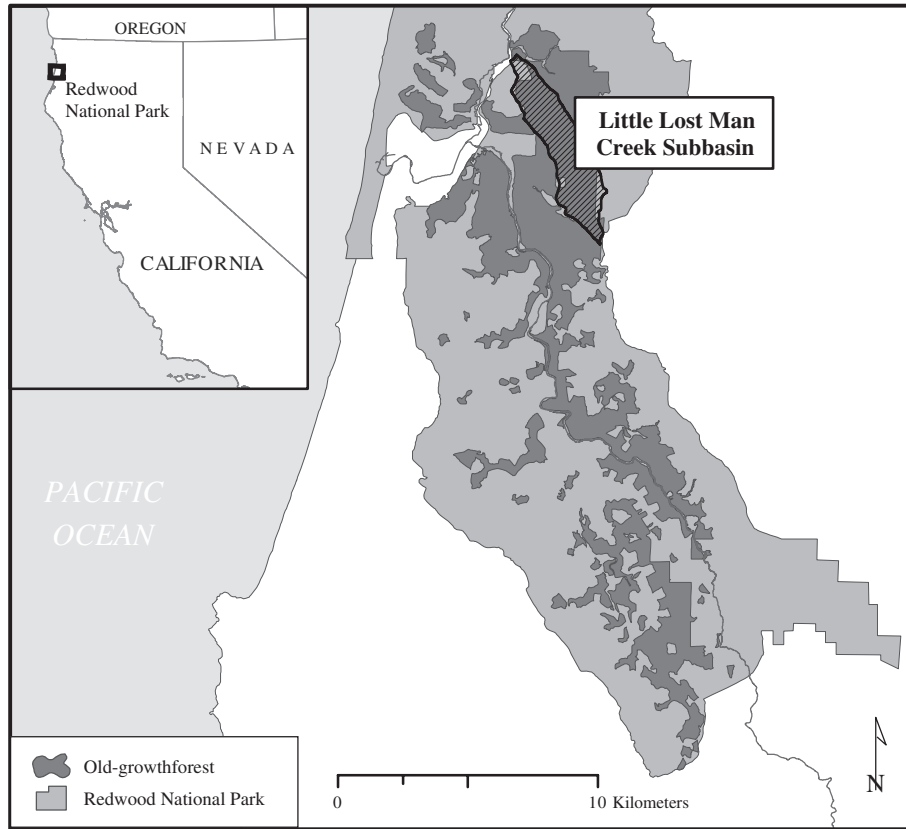 OREGON
Redwood
National Park
NEVADA
CALIFORNIA
Little Lost Man
Creek Subbasin
PACIFIC
OCEAN
Old-growthforest
Redwood National Park
0
10 Kilometers
N